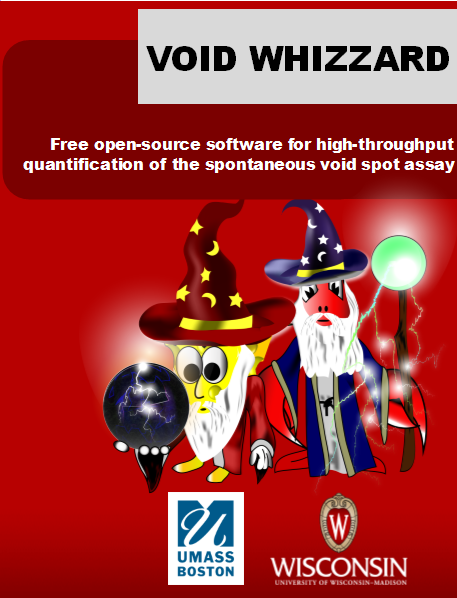 VOID WHIZZARD
Free open-source software for high-throughput
quantification of the spontaneous void spot assay
UMASS
BOSTON
W
WISCONSIN
UNIVERSITY OF WISCONSIN–MADISON